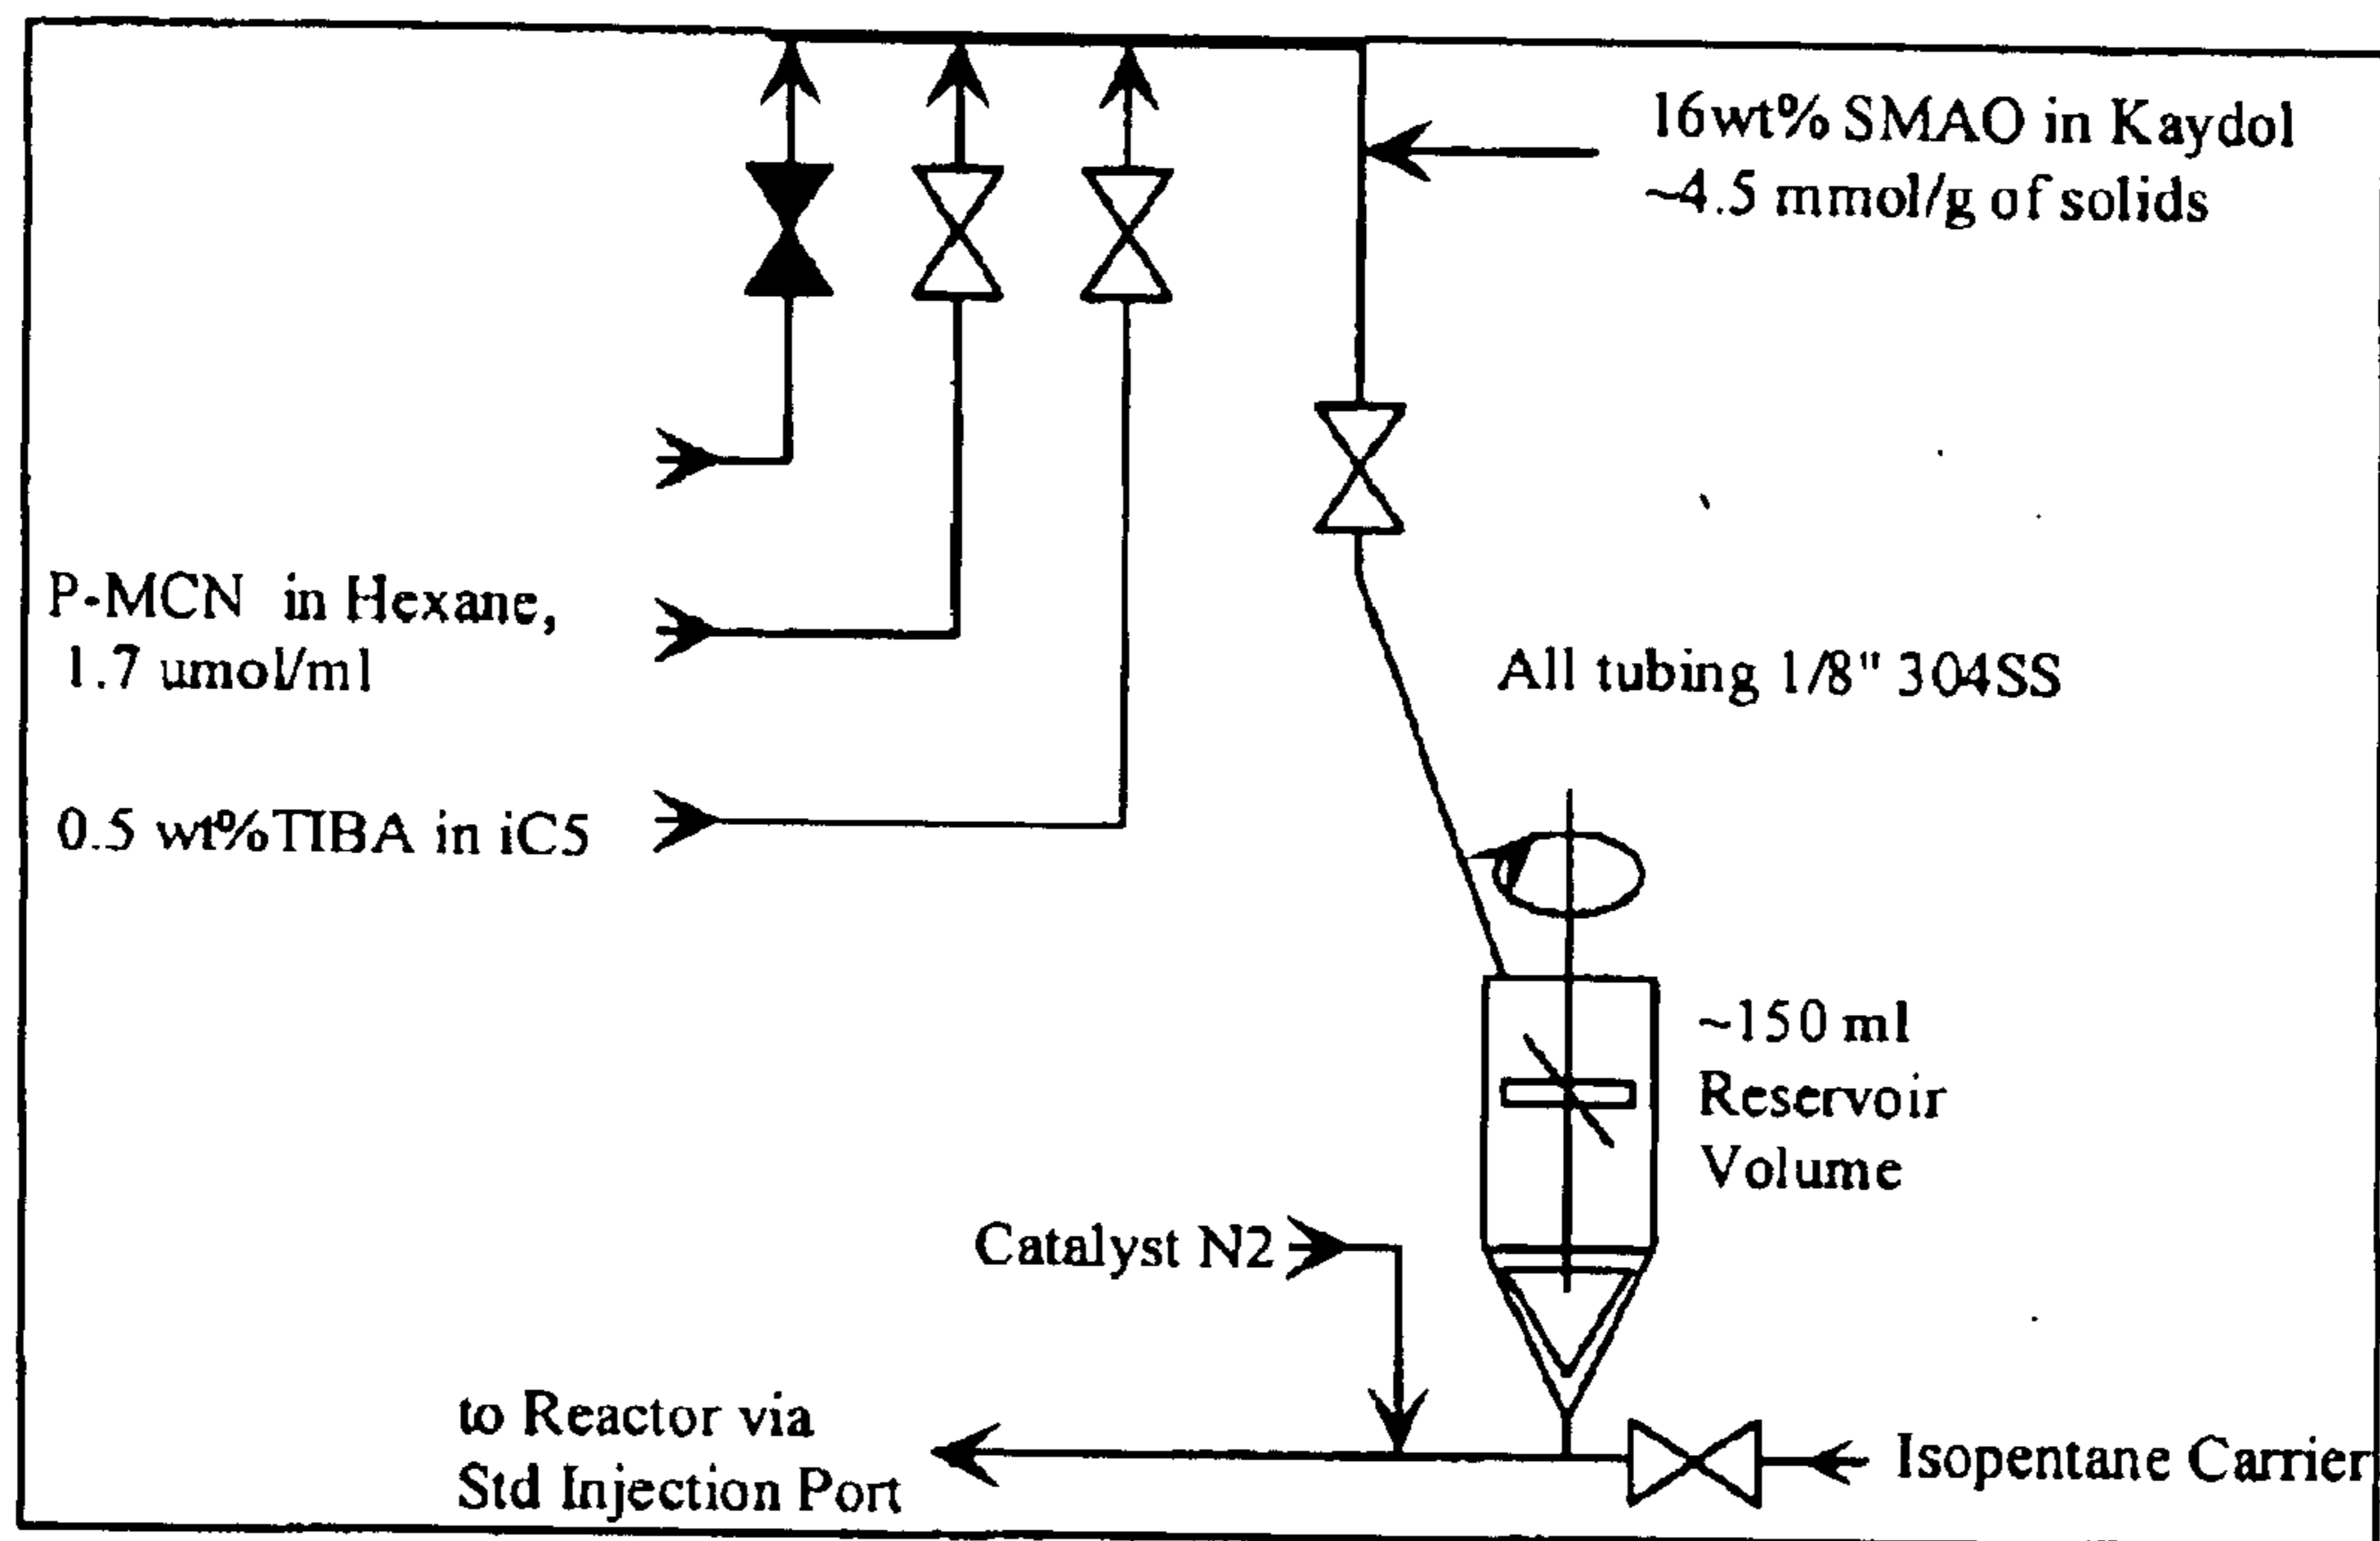 16wt% SMAO in Kaydol
~4.5 mmol/g of solids
P-MCN in Hexane,
1.7 umol/ml
All tubing 1/8" 304SS
0.5 wt%TIBA in iC5
~150 ml
Reservoir
Volume
Catalyst N2
to Reactor via
Std Injection Port
Isopentane Carrier